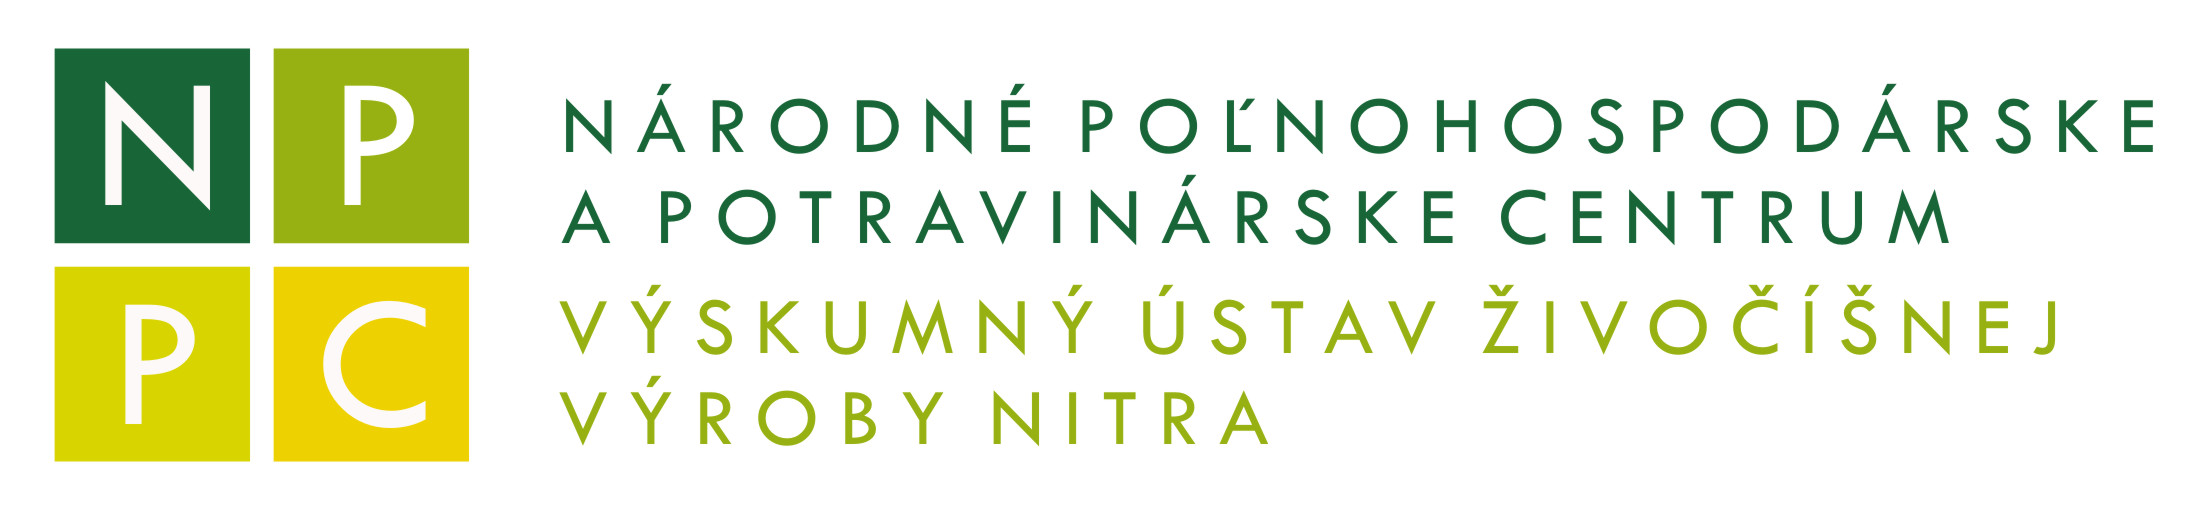 NP
PC
NÁRODNÉ POĽNOHOSPODÁRSKE
A POTRAVINÁRSKE CENTRUM
VÝSKUMNÝ ÚSTAV ŽIVOČÍŠNEJ
VÝROBY NITRA